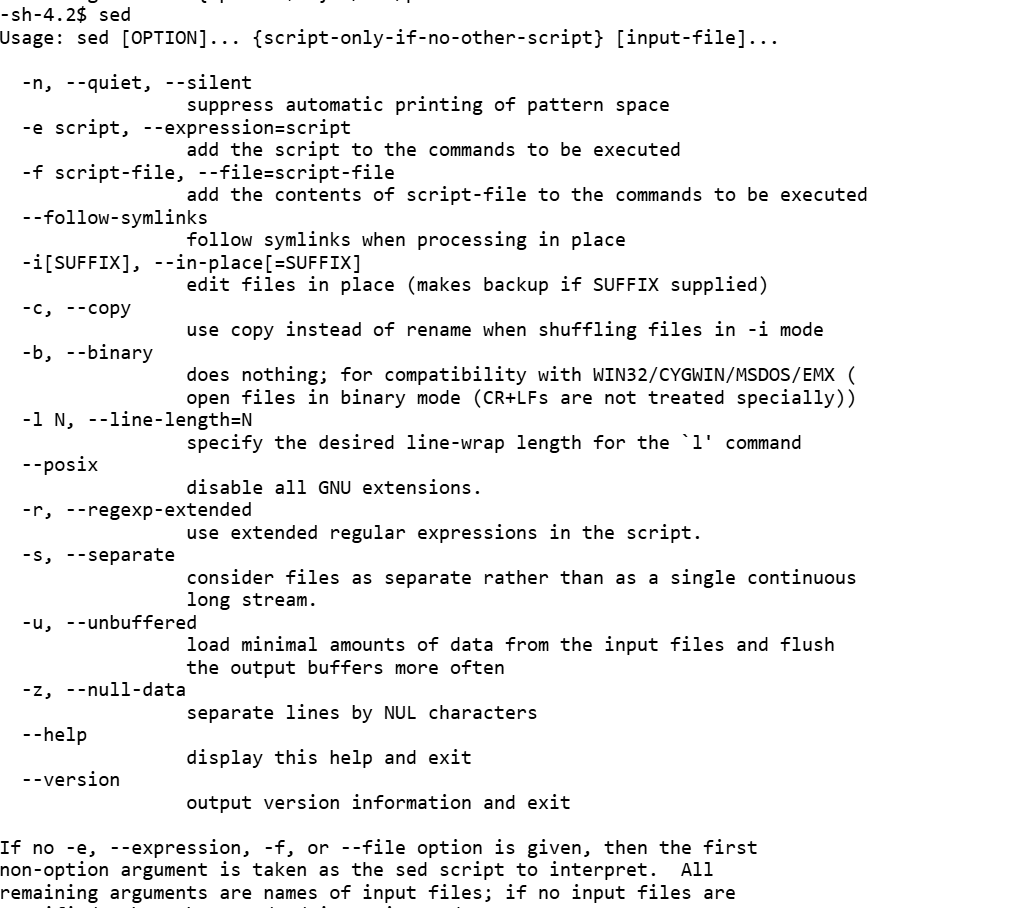 -sh-4.2$ sed
Usage: sed [OPTION]... {script-only-if-no-other-script} [input-file]...

  -n, --quiet, --silent
                 suppress automatic printing of pattern space
  -e script, --expression=script
                 add the script to the commands to be executed
  -f script-file, --file=script-file
                 add the contents of script-file to the commands to be executed
  --follow-symlinks
                 follow symlinks when processing in place
  -i[SUFFIX], --in-place[=SUFFIX]
                 edit files in place (makes backup if SUFFIX supplied)
  -c, --copy
                 use copy instead of rename when shuffling files in -i mode
  -b, --binary
                 does nothing; for compatibility with WIN32/CYGWIN/MSDOS/EMX (
                 open files in binary mode (CR+LFs are not treated specially))
  -l N, --line-length=N
                 specify the desired line-wrap length for the `l' command
  --posix
                 disable all GNU extensions.
  -r, --regexp-extended
                 use extended regular expressions in the script.
  -s, --separate
                 consider files as separate rather than as a single continuous
                 long stream.
  -u, --unbuffered
                 load minimal amounts of data from the input files and flush
                 the output buffers more often
  -z, --null-data
                 separate lines by NUL characters
  --help
                 display this help and exit
  --version
                 output version information and exit

If no -e, --expression, -f, or --file option is given, then the first
non-option argument is taken as the sed script to interpret.  All
remaining arguments are names of input files; if no input files are